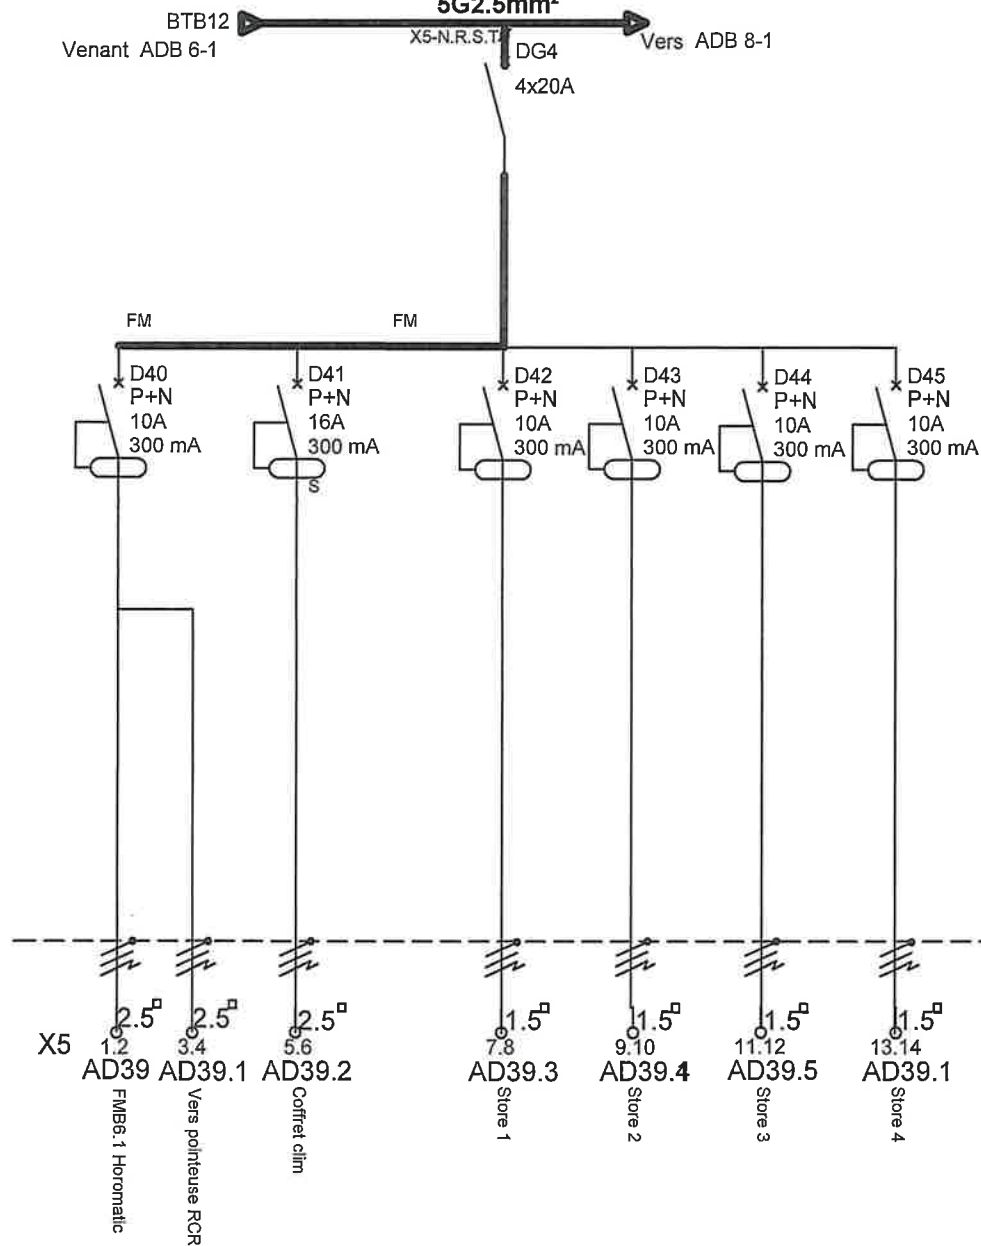 5G2.5mm²
BTB12
Venant ADB 6-1
X5-N.R.S.T
Vers ADB 8-1
DG4
4x20A
FM
FM
D40
P+N
10A
300 mA
D41
P+N
16A
300 mA
S
D42
P+N
10A
300 mA
D43
P+N
10A
300 mA
D44
P+N
10A
300 mA
D45
P+N
10A
300 mA
2.5□
2.5□
2.5□
1.5□
1.5□
1.5□
1.5□
X5
1.2
3.4
5.6
7.8
9.10
11.12
13.14
AD39
AD39.1
AD39.2
AD39.3
AD39.4
AD39.5
AD39.1
FMB6.1 Horomatic
Vers pointeuse RCR
Coffret clim
Store 1
Store 2
Store 3
Store 4